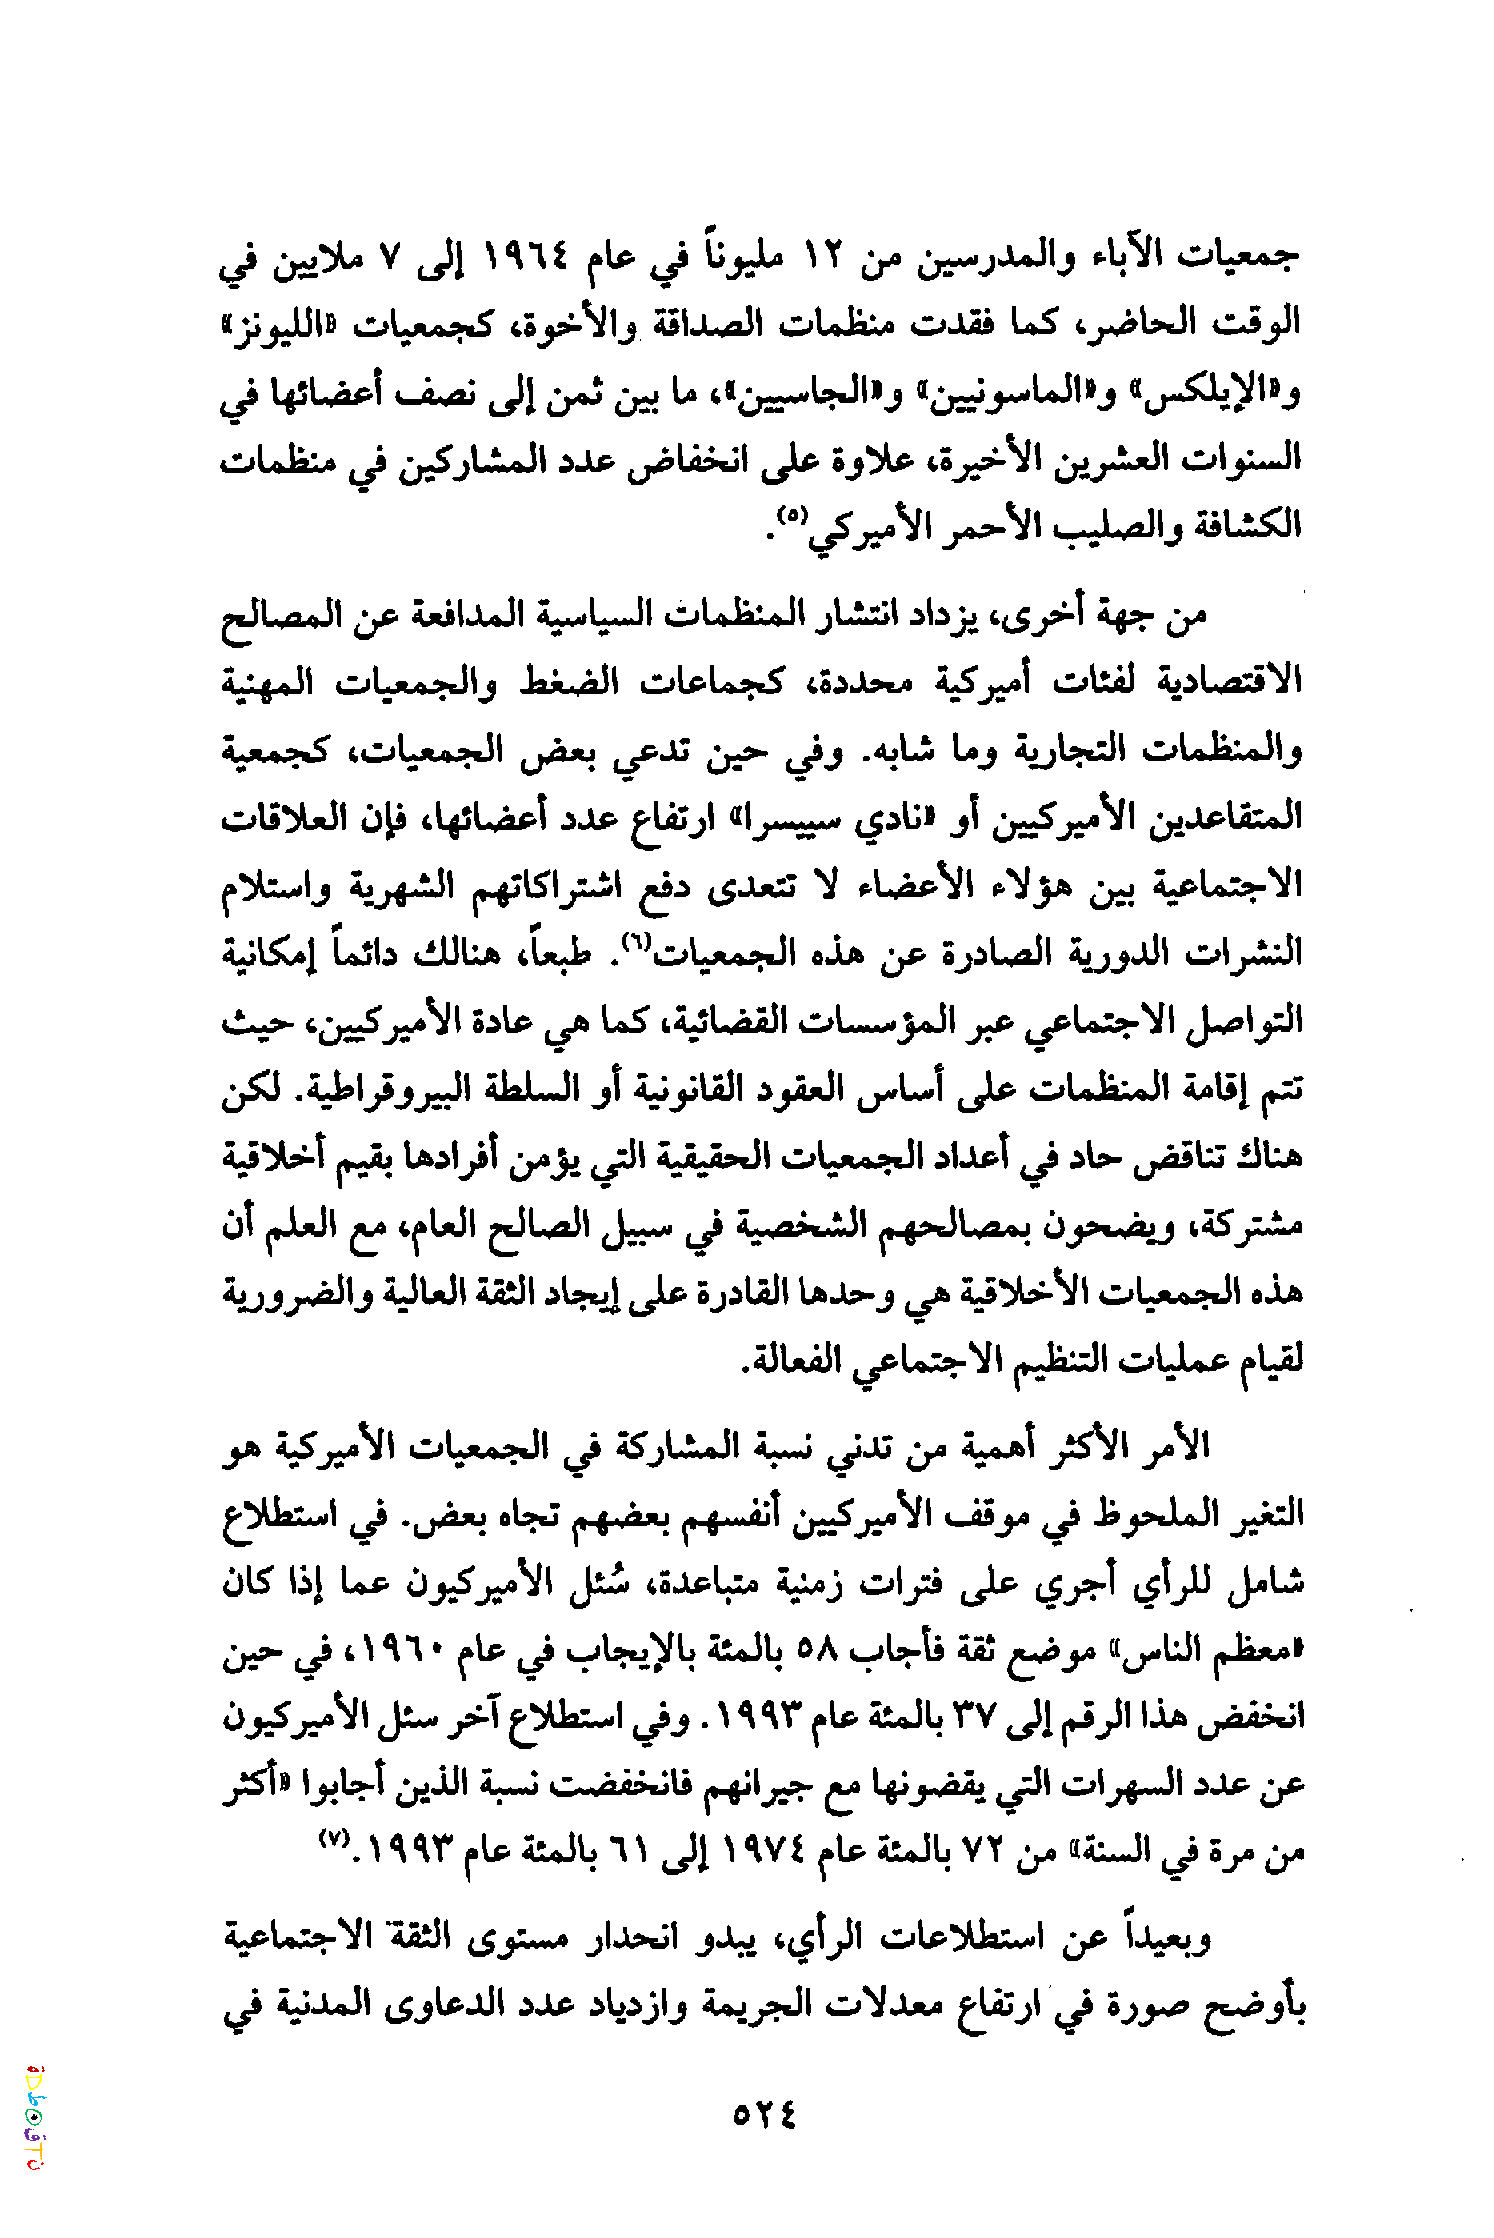 جمعيات الآباء والمدرسين من ١٢ مليوناً في عام ١٩٦٤ إلى ٧ ملايين في
الوقت الحاضر، كما فقدت منظمات الصداقة والأخوة، كجمعيات «الليونز»
و«الإيلكس» و«الماسونيين» و«الجاسيين»، ما بين ثمن إلى نصف أعضائها في
السنوات العشرين الأخيرة، علاوة على انخفاض عدد المشاركين في منظمات
الكشافة والصليب الأحمر الأميركي(٥).
من جهة أخرى، يزداد انتشار المنظمات السياسية المدافعة عن المصالح
الاقتصادية لفئات أميركية محددة، كجماعات الضغط والجمعيات المهنية
والمنظمات التجارية وما شابه. وفي حين تدعي بعض الجمعيات، كجمعية
المتقاعدين الأميركيين أو «نادي سييسرا» ارتفاع عدد أعضائها، فإن العلاقات
الاجتماعية بين هؤلاء الأعضاء لا تتعدى دفع اشتراكاتهم الشهرية واستلام
النشرات الدورية الصادرة عن هذه الجمعيات(٦). طبعاً، هنالك دائماً إمكانية
التواصل الاجتماعي عبر المؤسسات القضائية، كما هي عادة الأميركيين، حيث
تتم إقامة المنظمات على أساس العقود القانونية أو السلطة البيروقراطية. لكن
هناك تناقض حاد في أعداد الجمعيات الحقيقية التي يؤمن أفرادها بقيم أخلاقية
مشتركة، ويضحون بمصالحهم الشخصية في سبيل الصالح العام، مع العلم أن
هذه الجمعيات الأخلاقية هي وحدها القادرة على إيجاد الثقة العالية والضرورية
لقيام عمليات التنظيم الاجتماعي الفعالة.
الأمر الأكثر أهمية من تدني نسبة المشاركة في الجمعيات الأميركية هو
التغير الملحوظ في موقف الأميركيين أنفسهم بعضهم تجاه بعض. في استطلاع
شامل للرأي أجري على فترات زمنية متباعدة، سُئل الأميركيون عما إذا كان
«معظم الناس» موضع ثقة فأجاب ٥٨ بالمئة بالإيجاب في عام ١٩٦٠، في حين
انخفض هذا الرقم إلى ٣٧ بالمئة عام ١٩٩٣. وفي استطلاع آخر سئل الأميركيون
عن عدد السهرات التي يقضونها مع جيرانهم فانخفضت نسبة الذين أجابوا «أكثر
من مرة في السنة» من ٧٢ بالمئة عام ١٩٧٤ إلى ٦١ بالمئة عام ١٩٩٣.(٧)
وبعيداً عن استطلاعات الرأي، يبدو انحدار مستوى الثقة الاجتماعية
بأوضح صورة في ارتفاع معدلات الجريمة وازدياد عدد الدعاوى المدنية في
٥٢٤